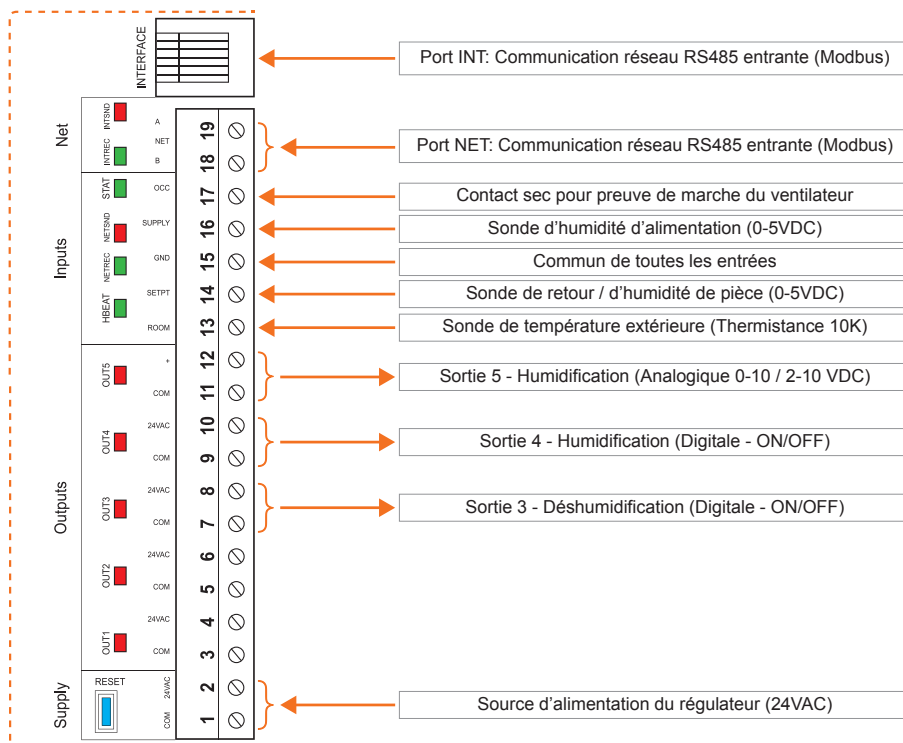 INTERFACE
Port INT: Communication réseau RS485 entrante (Modbus)
Net
INTSND
INTREC
A
NET
B
19
18
Port NET: Communication réseau RS485 entrante (Modbus)
Inputs
STAT
NETSND
NETREC
HBEAT
OCC
17
Contact sec pour preuve de marche du ventilateur
SUPPLY
16
Sonde d'humidité d'alimentation (0-5VDC)
GND
15
Commun de toutes les entrées
SETPT
14
Sonde de retour / d'humidité de pièce (0-5VDC)
ROOM
13
Sonde de température extérieure (Thermistance 10K)
Outputs
OUT5
+
12
COM
11
Sortie 5 - Humidification (Analogique 0-10 / 2-10 VDC)
OUT4
24VAC
10
COM
9
Sortie 4 - Humidification (Digitale - ON/OFF)
OUT3
24VAC
8
COM
7
Sortie 3 - Déshumidification (Digitale - ON/OFF)
OUT2
24VAC
6
COM
5
OUT1
24VAC
4
COM
3
Supply
RESET
24VAC
2
COM
1
Source d'alimentation du régulateur (24VAC)